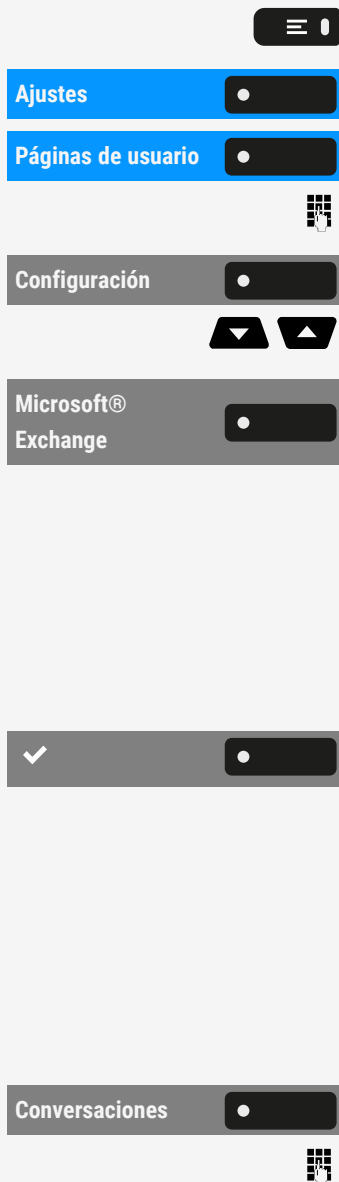 Ajustes
Páginas de usuario
Configuración
Microsoft®
Exchange
Conversaciones